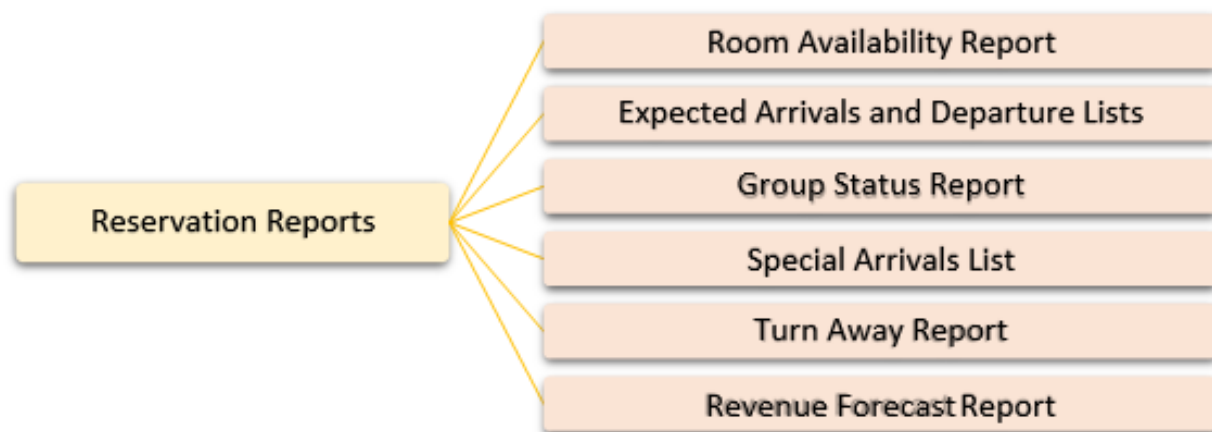 Room Availability Report
Expected Arrivals and Departure Lists
Group Status Report
Reservation Reports
Special Arrivals List
Turn Away Report
Revenue Forecast Report